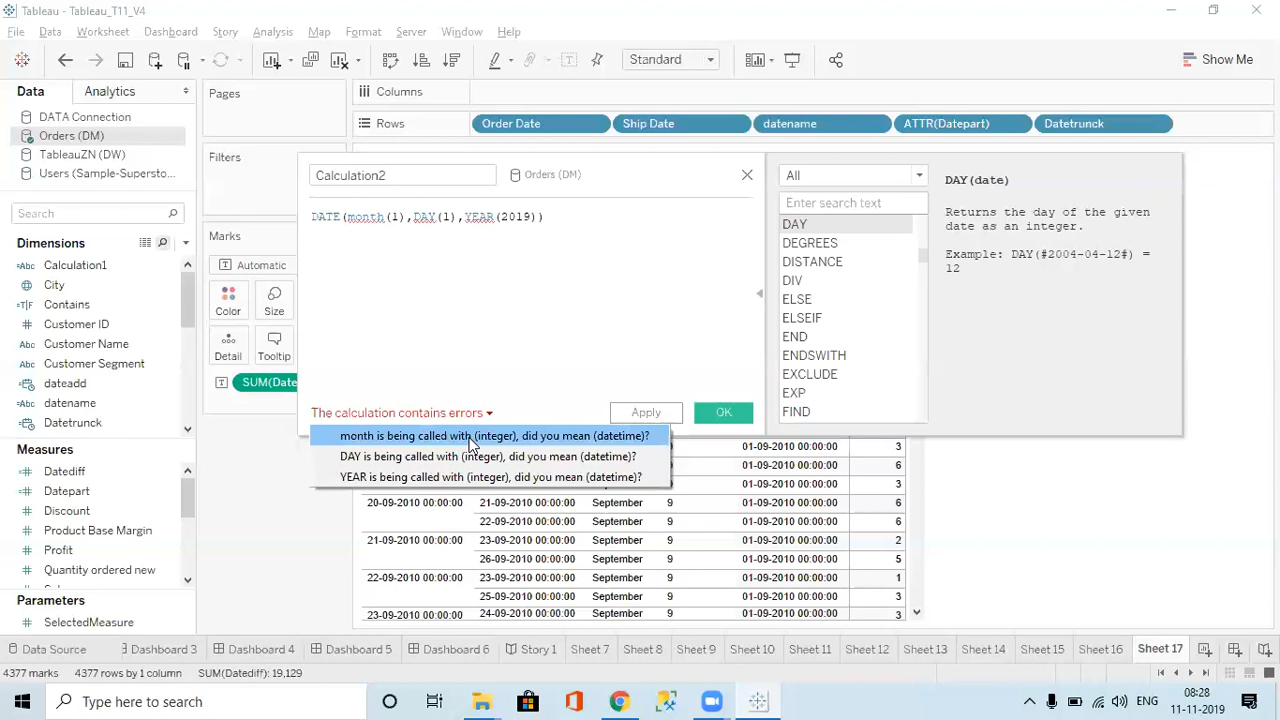 Tableau - Tableau_T11_V4
File Data Worksheet Dashboard Story Analysis Map Format Server Window Help
Standard
Show Me
Data Analytics
Pages
Columns
DATA Connection
Orders (DM)
Rows Order Date Ship Date datename ATTR(Datepart) Datetrunck
TableauZN (DW)
Users (Sample-Supersto...
Filters
Calculation2 Orders (DM)
All
DAY(date)
Search
Enter search text
DATE(month(1),DAY(1),YEAR(2019))
Returns the day of the given
date as an integer.
Example: DAY(#2004-04-12#) =
12
DAY
DEGREES
DISTANCE
DIV
ELSE
ELSEIF
END
ENDSWITH
EXCLUDE
EXP
FIND
Marks
Automatic
Color Size
Detail Tooltip
SUM(Date
Dimensions
Calculation1
City
Contains
Customer ID
Customer Name
Customer Segment
dateadd
datename
Datetrunck
The calculation contains errors
Apply OK
month is being called with (integer), did you mean (datetime)?
DAY is being called with (integer), did you mean (datetime)?
YEAR is being called with (integer), did you mean (datetime)?
Measures
Datediff
Datepart
Discount
Product Base Margin
Profit
Quantity ordered new
Parameters
SelectedMeasure
01-09-2010 00:00:00 3
01-09-2010 00:00:00 6
01-09-2010 00:00:00 3
20-09-2010 00:00:00 21-09-2010 00:00:00 September 9 01-09-2010 00:00:00 6
22-09-2010 00:00:00 September 9 01-09-2010 00:00:00 6
21-09-2010 00:00:00 23-09-2010 00:00:00 September 9 01-09-2010 00:00:00 2
26-09-2010 00:00:00 September 9 01-09-2010 00:00:00 5
22-09-2010 00:00:00 23-09-2010 00:00:00 September 9 01-09-2010 00:00:00 1
25-09-2010 00:00:00 September 9 01-09-2010 00:00:00 3
23-09-2010 00:00:00 24-09-2010 00:00:00 September 9 01-09-2010 00:00:00 3
Data Source Dashboard 3 Dashboard 4 Dashboard 5 Dashboard 6 Story 1 Sheet 7 Sheet 8 Sheet 9 Sheet 10 Sheet 11 Sheet 12 Sheet 13 Sheet 14 Sheet 15 Sheet 16 Sheet 17
4377 marks 4377 rows by 1 column SUM(Datediff): 19,129
Type here to search
ENG
08:28
11-11-2019